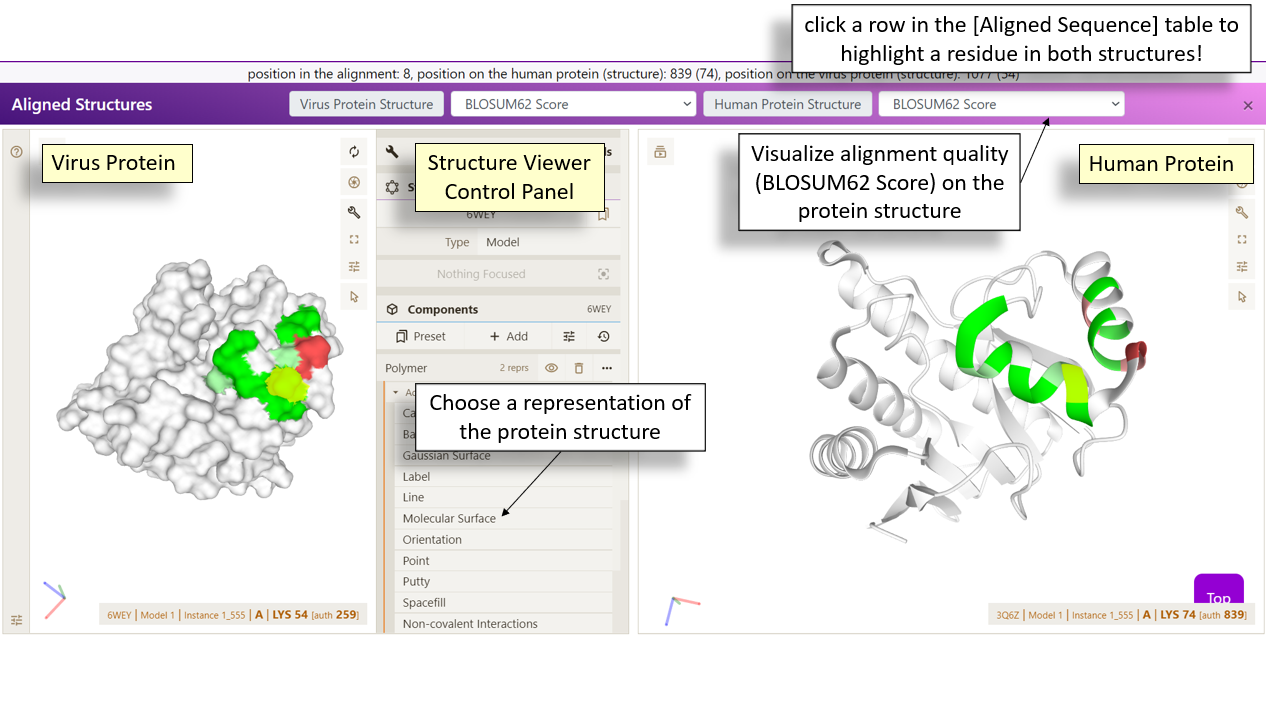 click a row in the [Aligned Sequence] table to
highlight a residue in both structures!
position in the alignment: 8, position on the human protein (structure): 839 (74), position on the virus protein (structure): 1077 (54)
Aligned Structures
Virus Protein Structure
BLOSUM62 Score
Human Protein Structure
BLOSUM62 Score
Virus Protein
Structure Viewer
Control Panel
6WEY
Type Model
Nothing Focused
Components 6WEY
Preset + Add
Polymer 2 reprs
Choose a representation of
the protein structure
Gaussian Surface
Label
Line
Molecular Surface
Orientation
Point
Putty
Spacefill
Non-covalent Interactions
6WEY | Model 1 | Instance 1_555 | A | LYS 54 [auth 259]
Visualize alignment quality
(BLOSUM62 Score) on the
protein structure
Human Protein
Top
3Q6Z | Model 1 | Instance 1_555 | A | LYS 74 [auth 839]